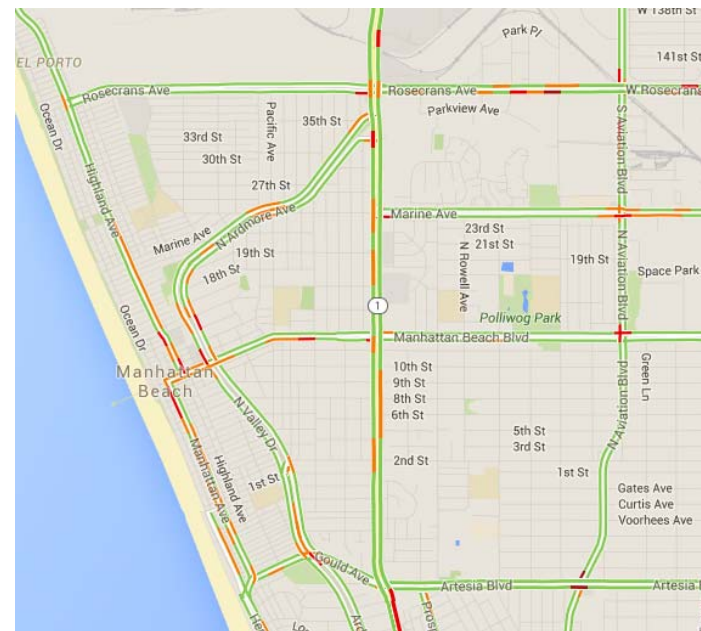 W 138th St
Park Pl
141st St
EL PORTO
Rosecrans Ave
Rosecrans Ave
W Rosecrans
Ocean Dr
Pacific Ave
35th St
Parkview Ave
S Aviation Blvd
33rd St
30th St
27th St
Highland Ave
Marine Ave
N Ardmore Ave
Marine Ave
23rd St
21st St
N Rowell Ave
19th St
18th St
19th St
N Aviation Blvd
Space Park
Ocean Dr
1
Polliwog Park
Manhattan Beach Blvd
Manhattan
Beach
10th St
9th St
8th St
6th St
Green Ln
N Aviation Blvd
N Valley Dr
Manhattan Ave
Highland Ave
5th St
3rd St
2nd St
1st St
1st St
Gates Ave
Curtis Ave
Voorhees Ave
Gould Ave
Artesia Blvd
Artesia